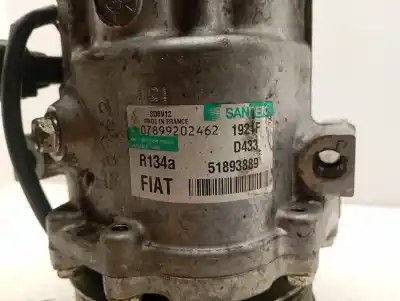 SD6V12
MADE IN FRANCE
SANDEN
07899202462 1921F
D433
R134a 51893889
FIAT